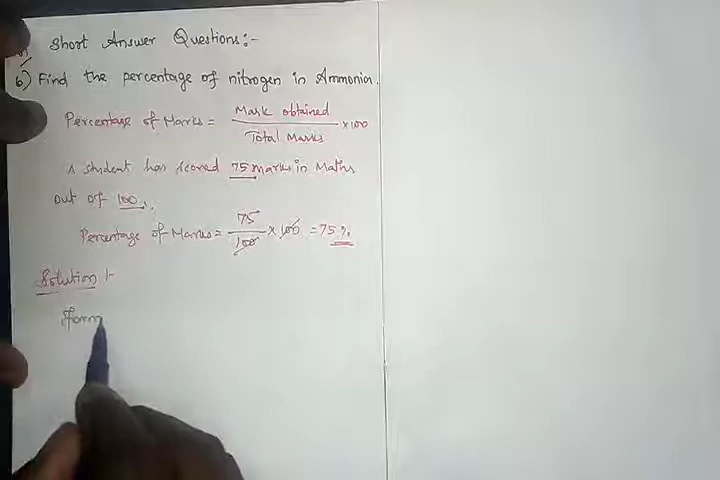 Short Answer Questions:-
6) Find the percentage of nitrogen in Ammonia.
Percentage of Marks = Mark obtained / Total Marks × 100
A student has scored 75 marks in Maths
out of 100.
Percentage of Marks = 75 / 100 × 100 = 75%
Solution :-
Form